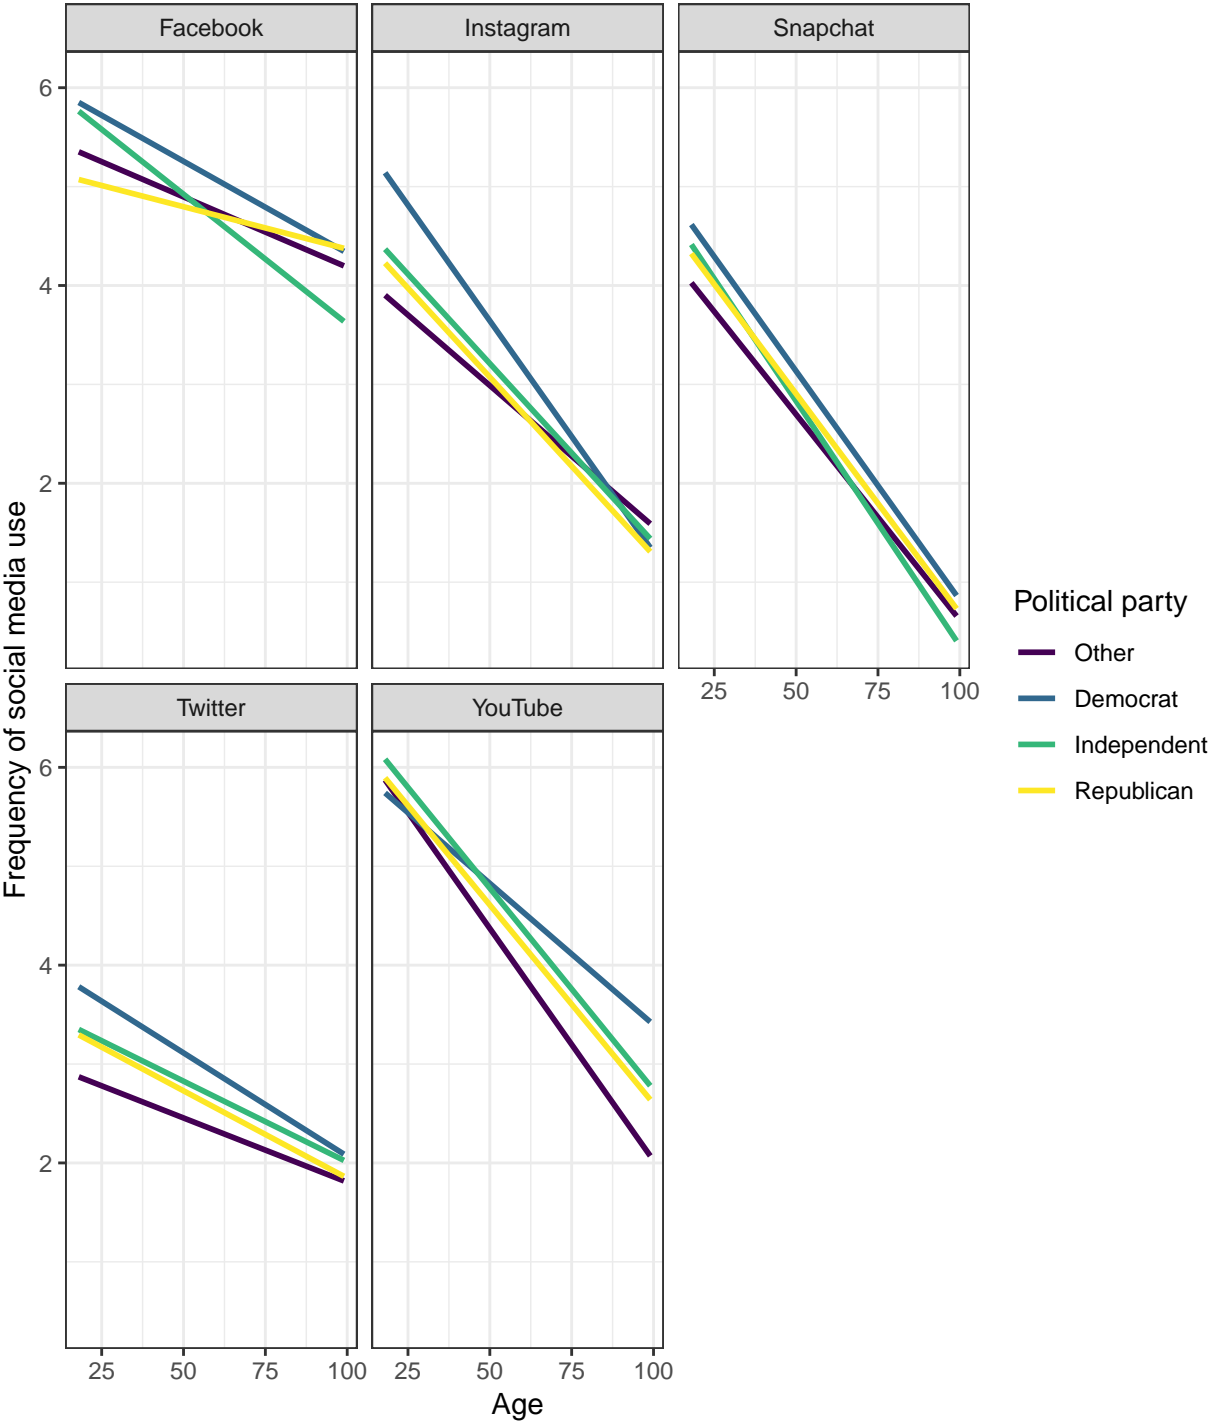 Facebook
Instagram
Snapchat
6
4
2
25 50 75 100
Twitter
YouTube
6
4
2
25 50 75 100
25 50 75 100
Age
Frequency of social media use
Political party
Other
Democrat
Independent
Republican